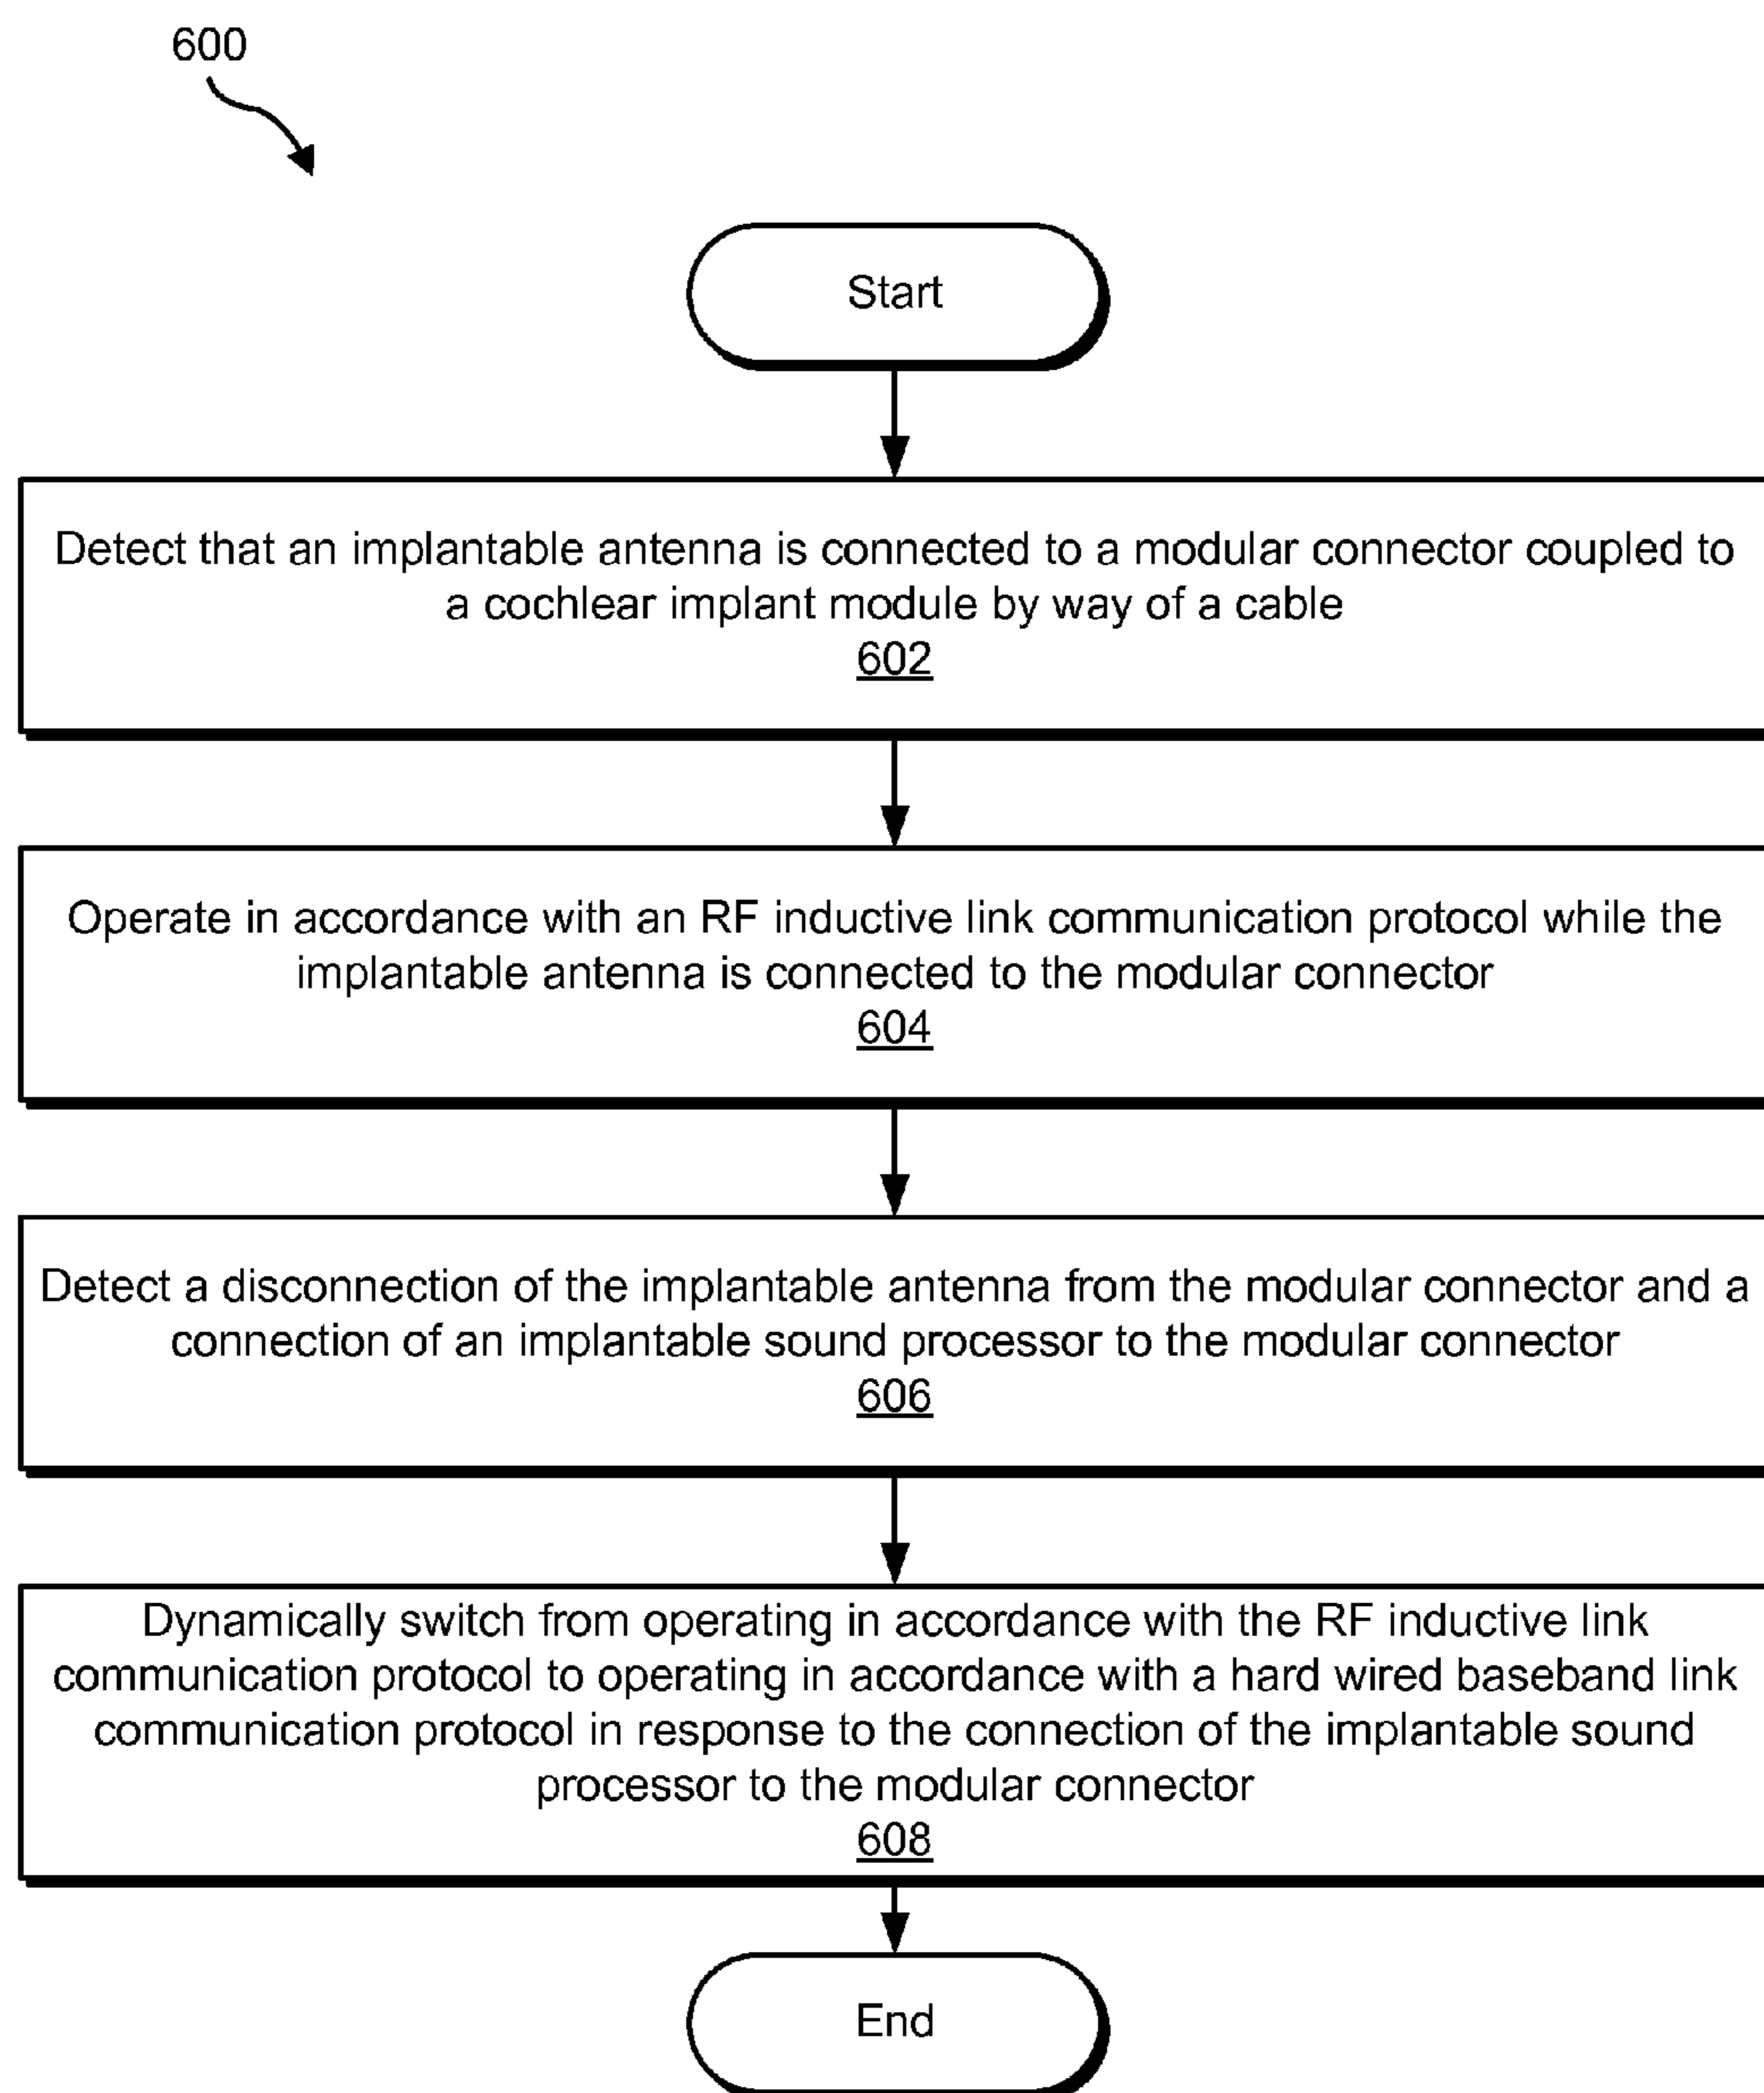 600
Start
Detect that an implantable antenna is connected to a modular connector coupled to
a cochlear implant module by way of a cable
602
Operate in accordance with an RF inductive link communication protocol while the
implantable antenna is connected to the modular connector
604
Detect a disconnection of the implantable antenna from the modular connector and a
connection of an implantable sound processor to the modular connector
606
Dynamically switch from operating in accordance with the RF inductive link
communication protocol to operating in accordance with a hard wired baseband link
communication protocol in response to the connection of the implantable sound
processor to the modular connector
608
End